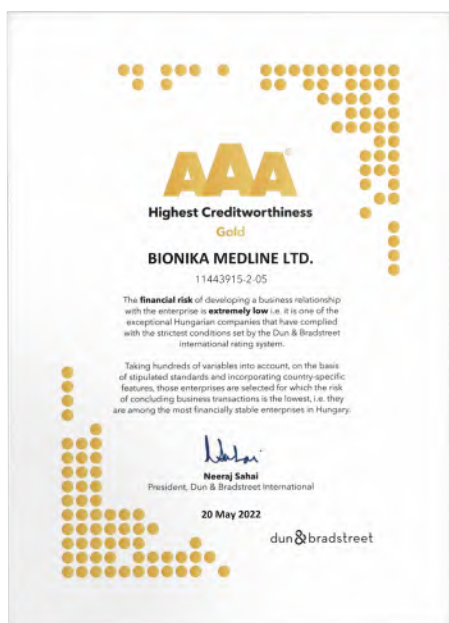 AAA®
Highest Creditworthiness
Gold
BIONIKA MEDLINE LTD.
11443915-2-05
The financial risk of developing a business relationship
with the enterprise is extremely low i.e. it is one of the
exceptional Hungarian companies that have complied
with the strictest conditions set by the Dun & Bradstreet
international rating system.
Taking hundreds of variables into account, on the basis
of stipulated standards and incorporating country-specific
features, those enterprises are selected for which the risk
of concluding business transactions is the lowest, i.e. they
are among the most financially stable enterprises in Hungary.
Neeraj Sahai
President, Dun & Bradstreet International
20 May 2022
dun & bradstreet